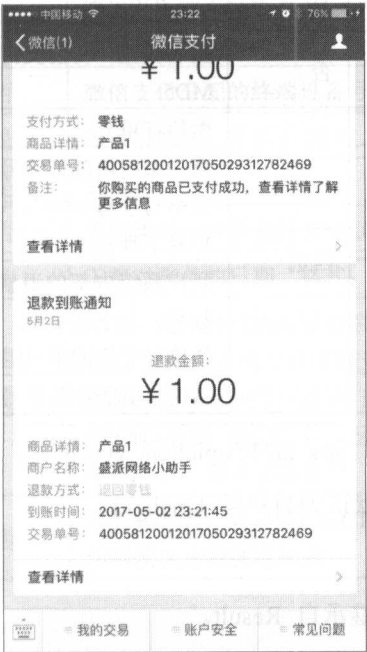 中国移动 23:22 76%
微信(1) 微信支付
¥ 1.00
支付方式: 零钱
商品详情: 产品1
交易单号: 4005812001201705029312782469
备注: 你购买的商品已支付成功，查看详情了解
更多信息
查看详情
退款到账通知
5月2日
退款金额:
¥ 1.00
商品详情: 产品1
商户名称: 盛派网络小助手
退款方式: 退回零钱
到账时间: 2017-05-02 23:21:45
交易单号: 4005812001201705029312782469
查看详情
我的交易 账户安全 常见问题